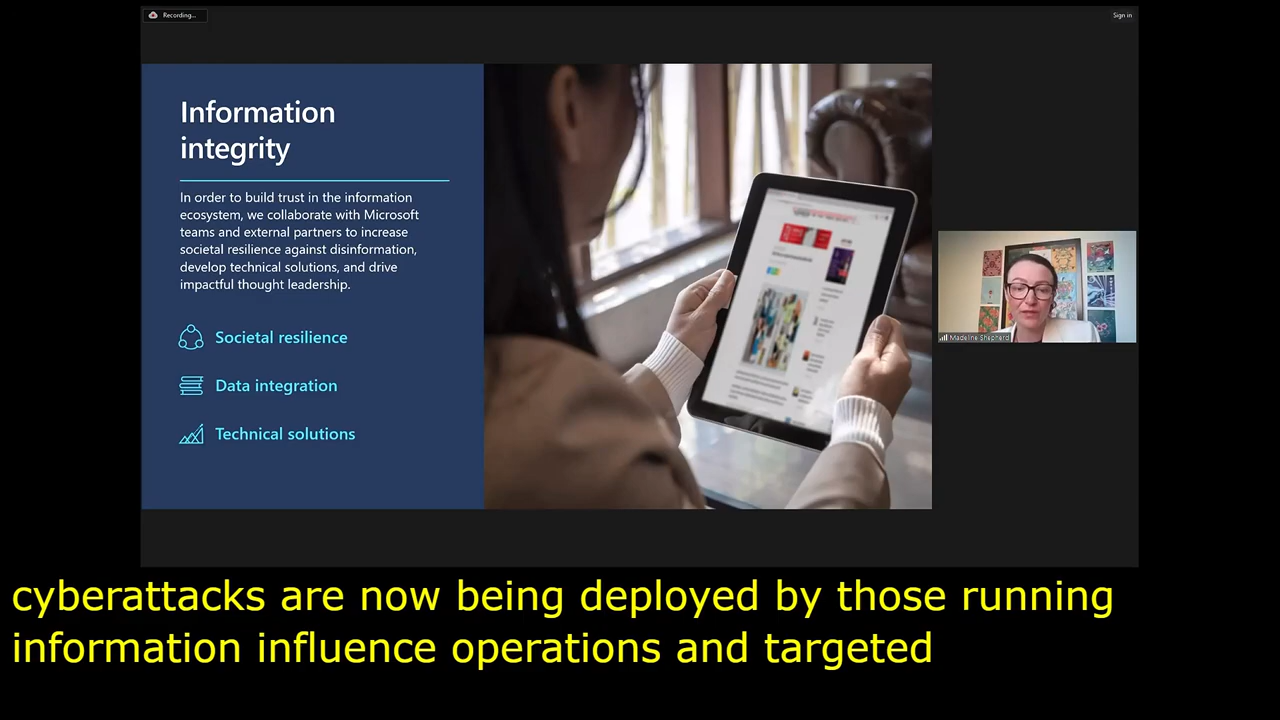 Recording...
Sign in
Information
integrity
In order to build trust in the information
ecosystem, we collaborate with Microsoft
teams and external partners to increase
societal resilience against disinformation,
develop technical solutions, and drive
impactful thought leadership.
Societal resilience
Data integration
Technical solutions
Madeline Shepherd
cyberattacks are now being deployed by those running
information influence operations and targeted